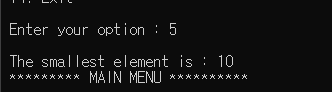 Enter your option : 5
The smallest element is : 10
********* MAIN MENU **********